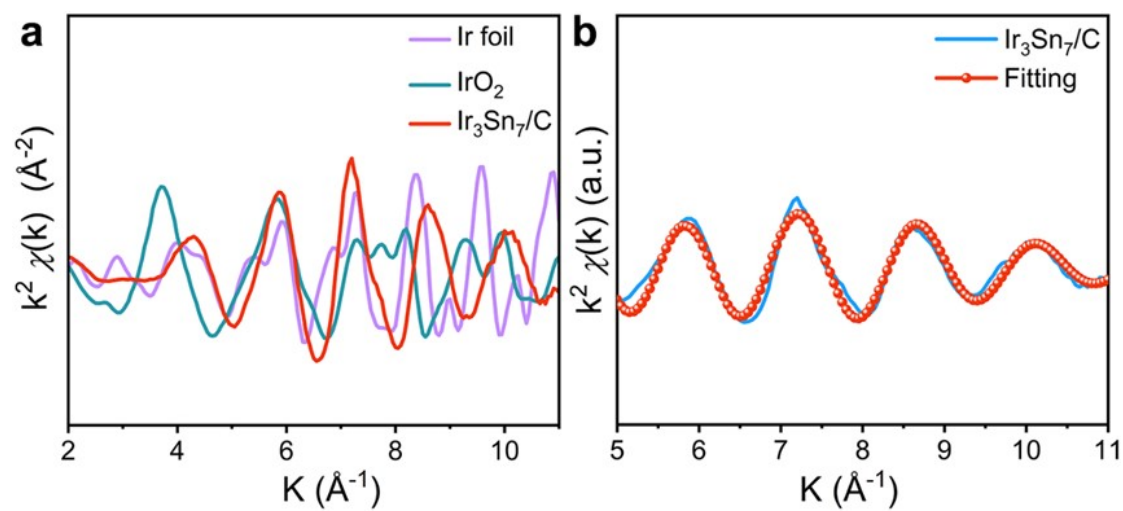 a
Ir foil
IrO₂
Ir₃Sn₇/C
k² χ(k) (Å⁻²)
2 4 6 8 10
K (Å⁻¹)
b
Ir₃Sn₇/C
Fitting
k² χ(k) (a.u.)
5 6 7 8 9 10 11
K (Å⁻¹)